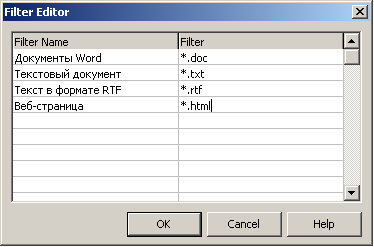 Filter Editor
Filter Name Filter
Документы Word *.doc
Текстовый документ *.txt
Текст в формате RTF *.rtf
Веб-страница *.html
OK Cancel Help